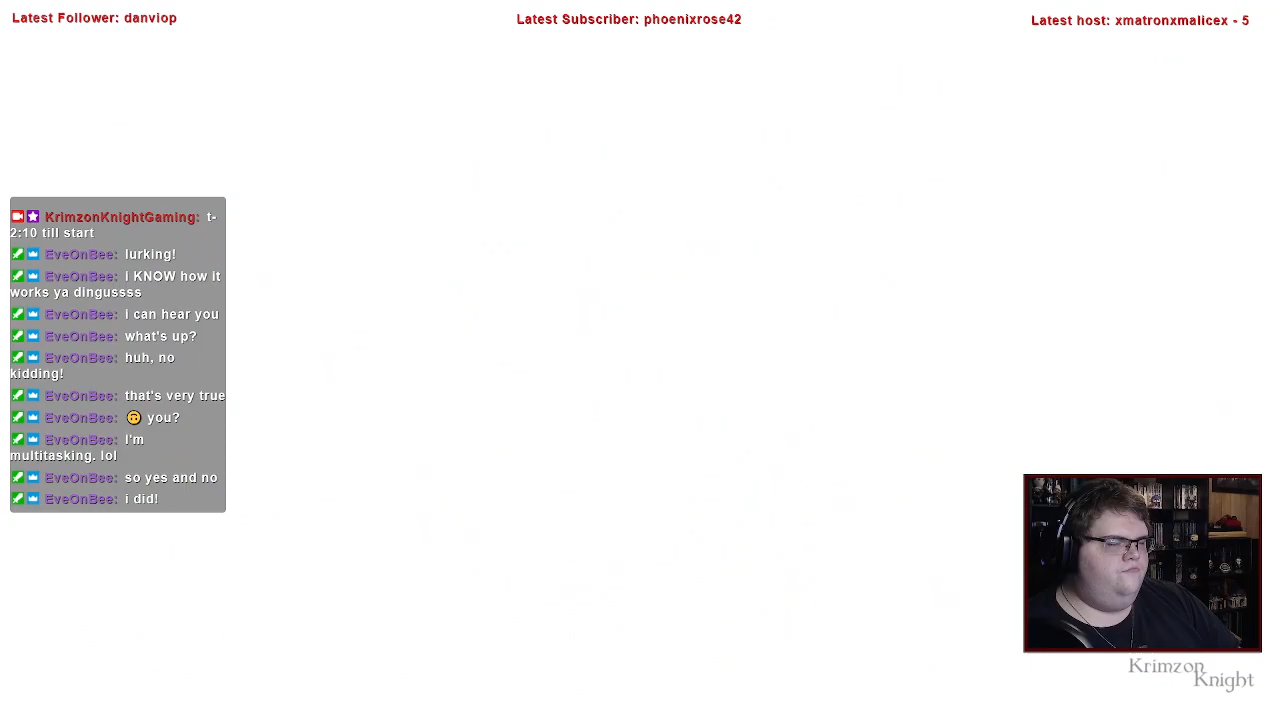 Latest Follower: danviop
Latest Subscriber: phoenixrose42
Latest host: xmatronxmalicex - 5
KrimzonKnightGaming: t-
2:10 till start
EveOnBee: lurking!
EveOnBee: i KNOW how it
works ya dingussss
EveOnBee: i can hear you
EveOnBee: what's up?
EveOnBee: huh, no
kidding!
EveOnBee: that's very true
EveOnBee: 🙃 you?
EveOnBee: I'm
multitasking. lol
EveOnBee: so yes and no
EveOnBee: i did!
Krimzon
Knight